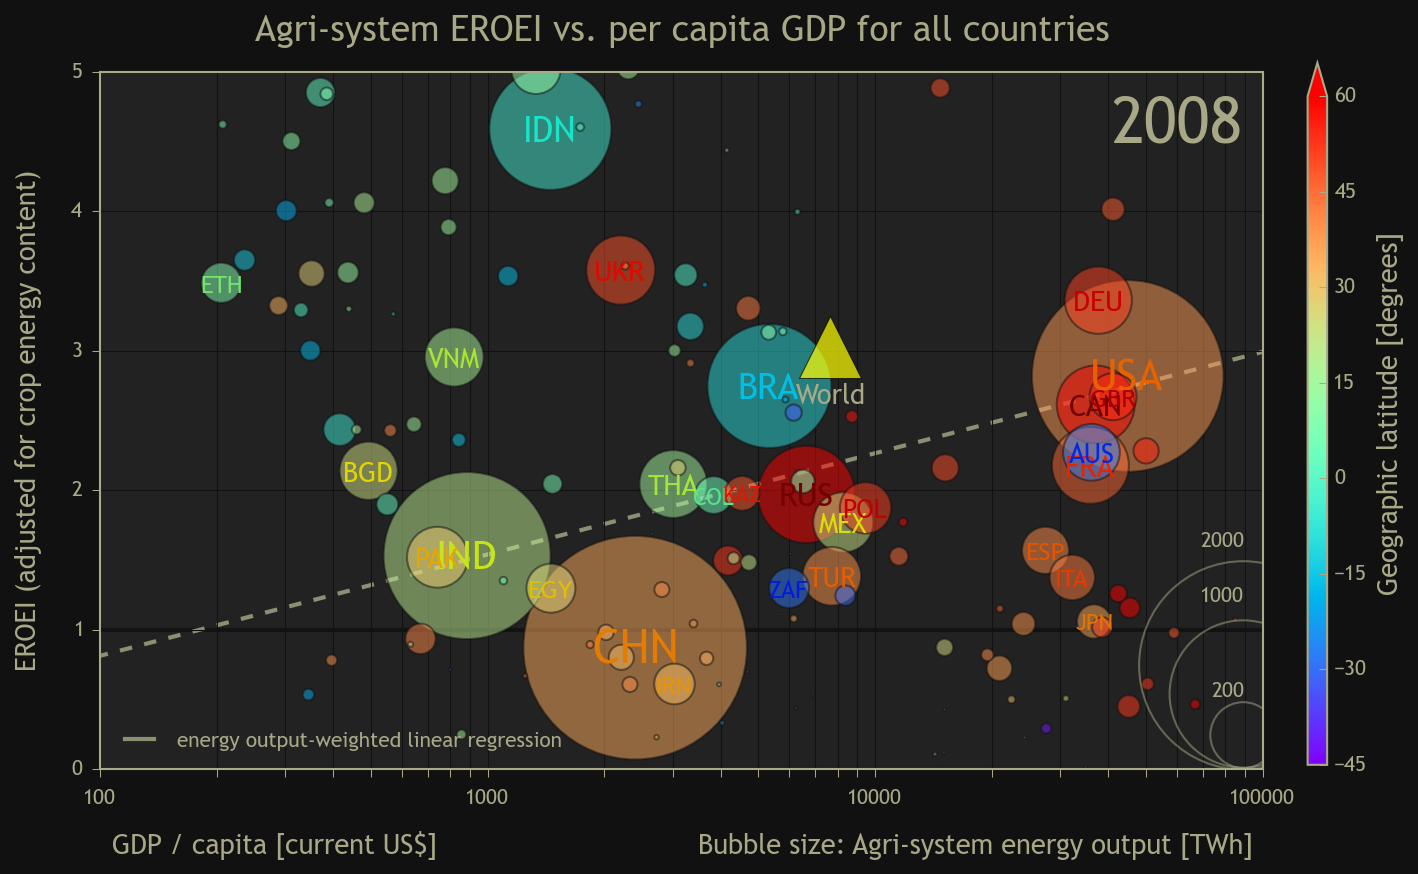 Agri-system EROEI vs. per capita GDP for all countries
2008
EROEI (adjusted for crop energy content)
5
4
3
2
1
0
IDN
ETH
UKR
VNM
DEU
USA
BRA
World
GBR
CAN
AUS
FRA
BGD
THA
COL
KAZ
RUS
POL
MEX
IND
PAK
EGY
ZAF
TUR
ESP
ITA
JPN
CHN
IRN
2000
1000
200
energy output-weighted linear regression
100
1000
10000
100000
GDP / capita [current US$]
Bubble size: Agri-system energy output [TWh]
60
45
30
15
0
−15
−30
−45
Geographic latitude [degrees]